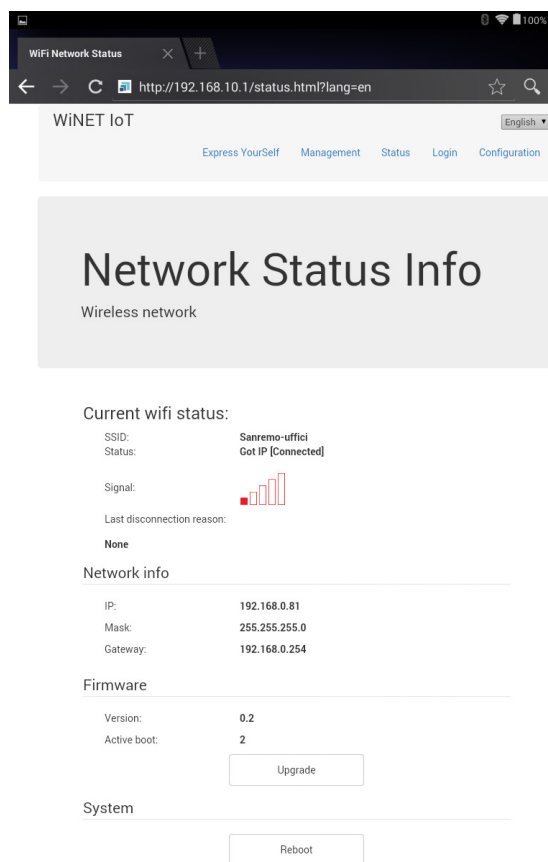 100%
WiFi Network Status
http://192.168.10.1/status.html?lang=en
WiNET IoT
English
Express YourSelf Management Status Login Configuration
Network Status Info
Wireless network
Current wifi status:
SSID: Sanremo-uffici
Status: Got IP [Connected]
Signal:
Last disconnection reason:
None
Network info
IP: 192.168.0.81
Mask: 255.255.255.0
Gateway: 192.168.0.254
Firmware
Version: 0.2
Active boot: 2
Upgrade
System
Reboot